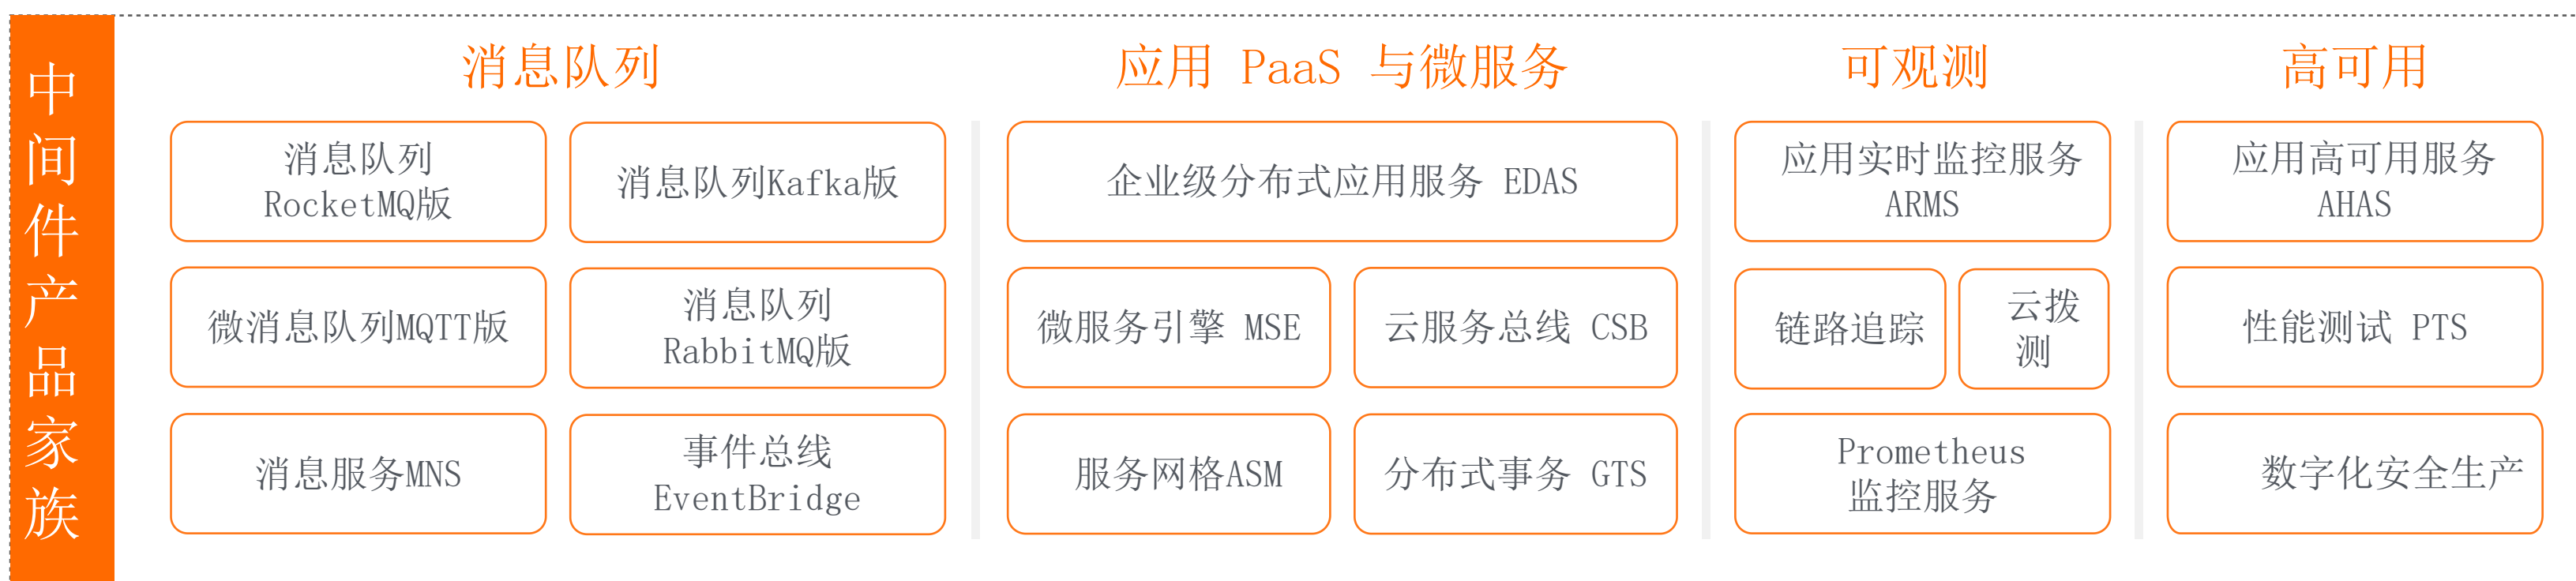 中间件产品家族
消息队列
消息队列
RocketMQ版
消息队列Kafka版
微消息队列MQTT版
消息队列
RabbitMQ版
消息服务MNS
事件总线
EventBridge
应用 PaaS 与微服务
企业级分布式应用服务 EDAS
微服务引擎 MSE
云服务总线 CSB
服务网格ASM
分布式事务 GTS
可观测
应用实时监控服务
ARMS
链路追踪
云拨
测
Prometheus
监控服务
高可用
应用高可用服务
AHAS
性能测试 PTS
数字化安全生产